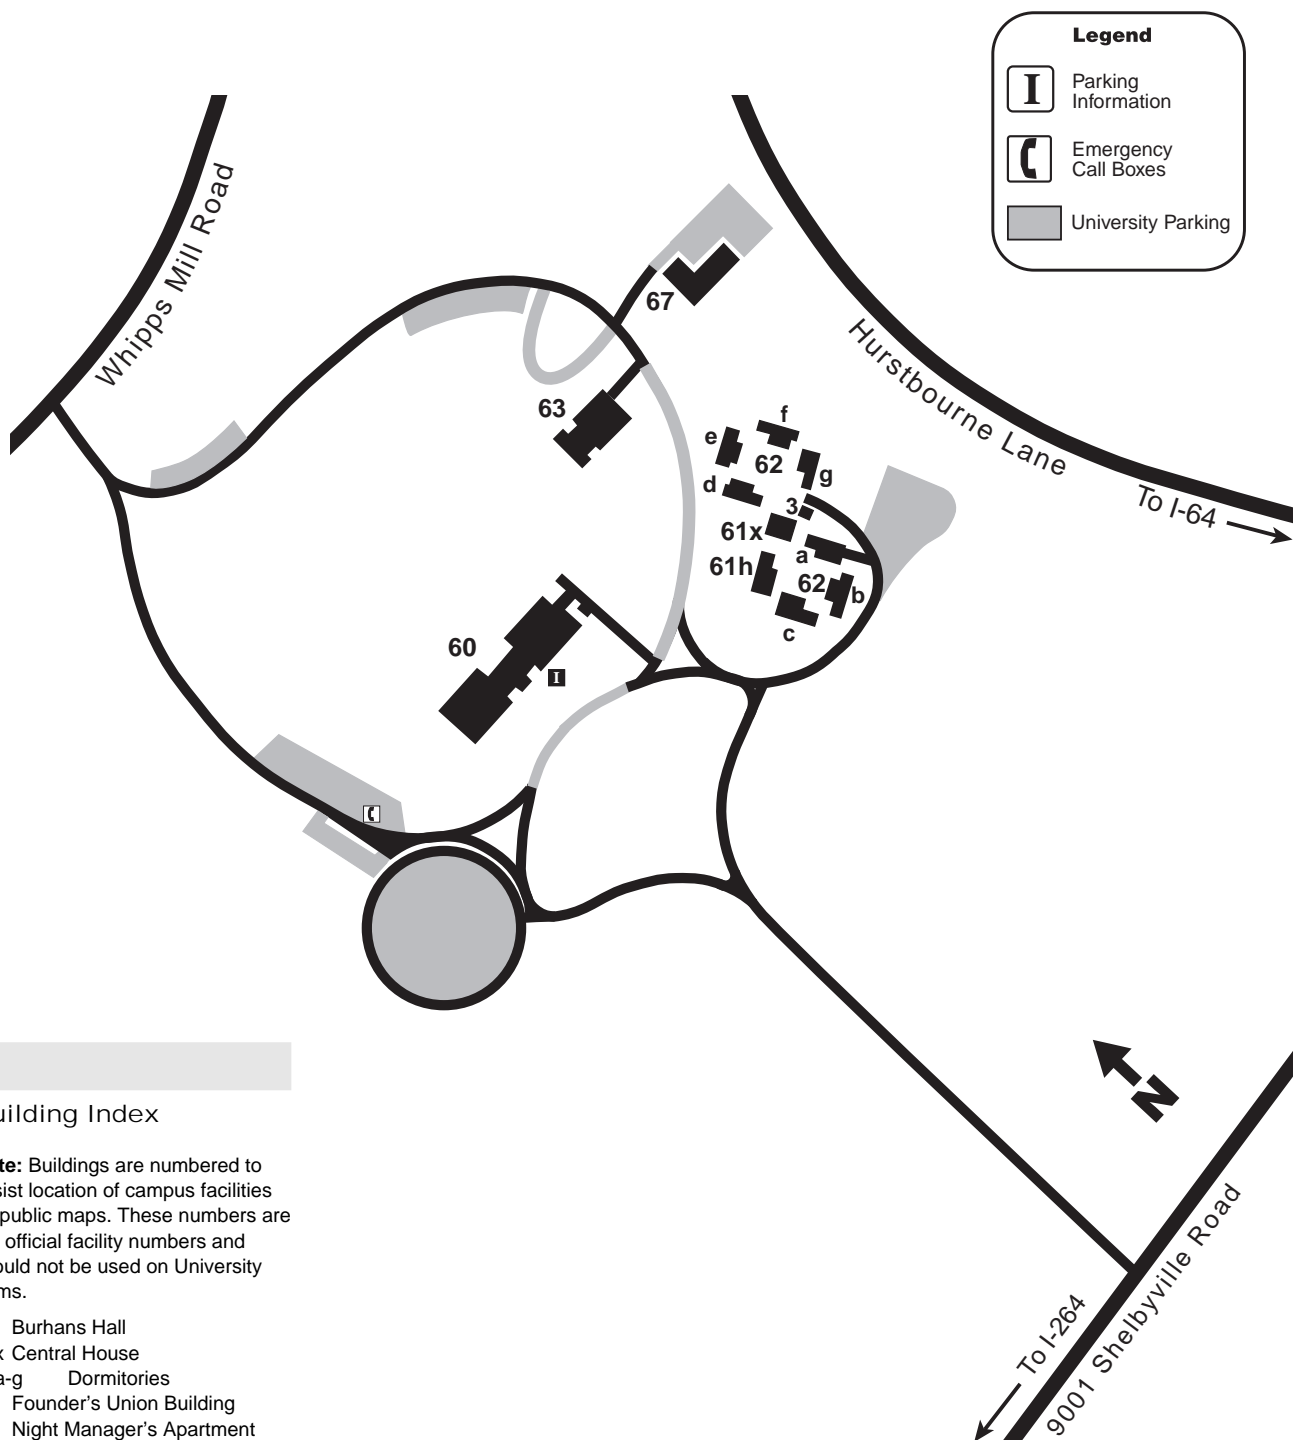 Legend
I
Parking
Information
Emergency
Call Boxes
University Parking
Whipps Mill Road
Hurstbourne Lane
To I-64
67
63
f
e
62
g
d
3
61x
a
61h
62
b
c
60
I
N
uilding Index
te: Buildings are numbered to
sist location of campus facilities
public maps. These numbers are
official facility numbers and
ould not be used on University
ms.
Burhans Hall
x Central House
a-g Dormitories
Founder's Union Building
Night Manager's Apartment
To I-264
9001 Shelbyville Road